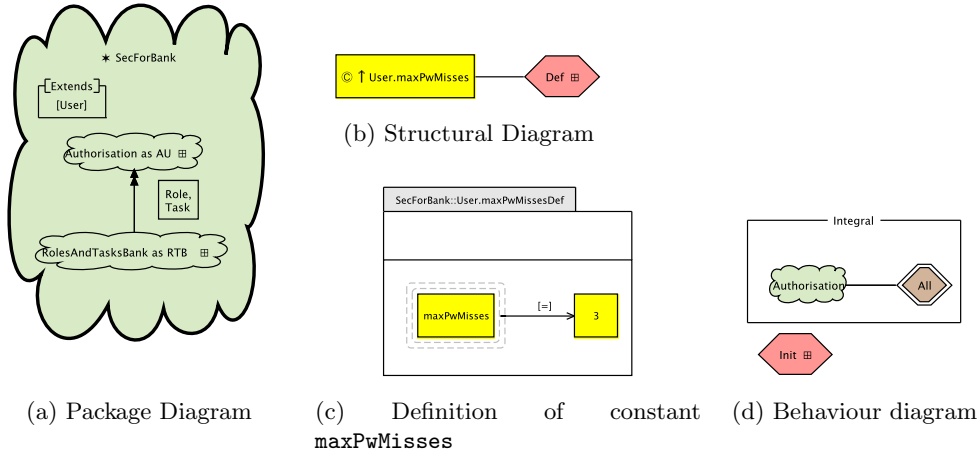 ✶ SecForBank
Extends
[User]
Authorisation as AU ⊞
Role,
Task
RolesAndTasksBank as RTB ⊞
(a) Package Diagram
© ↑ User.maxPwMisses
Def ⊞
(b) Structural Diagram
SecForBank::User.maxPwMissesDef
maxPwMisses
[=]
3
(c) Definition of constant
maxPwMisses
Integral
Authorisation
All
Init ⊞
(d) Behaviour diagram